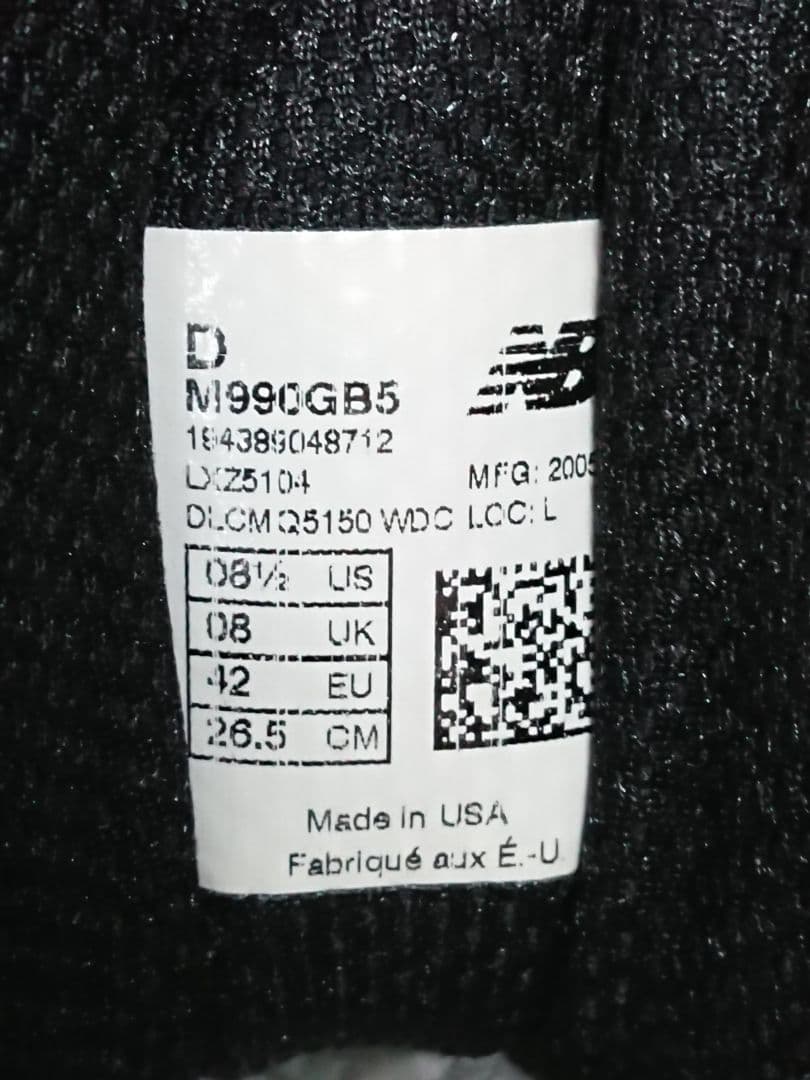 D
M990GB5
194389048712
LXZ5104 MFG: 2005
DLCM Q5150 WDC LOC: L
08½ US
08 UK
42 EU
26.5 CM
Made in USA
Fabriqué aux É.-U